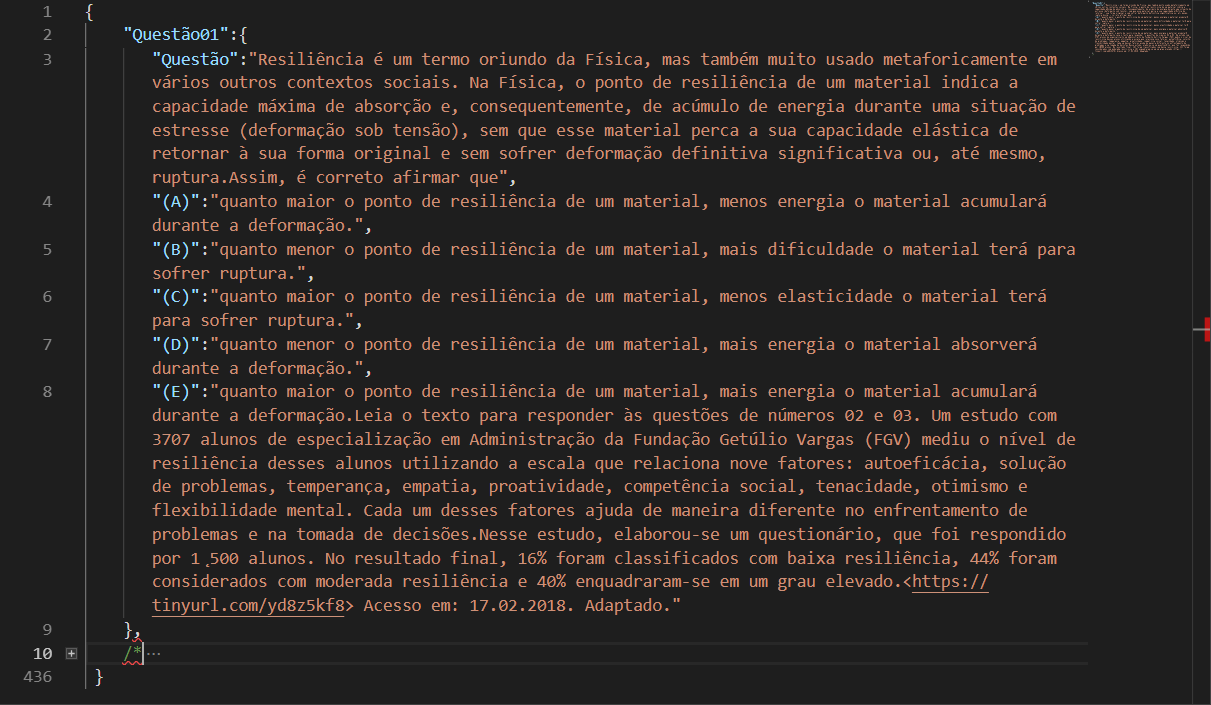 1 {
2 "Questão01":{
3 "Questão":"Resiliência é um termo oriundo da Física, mas também muito usado metaforicamente em
vários outros contextos sociais. Na Física, o ponto de resiliência de um material indica a
capacidade máxima de absorção e, consequentemente, de acúmulo de energia durante uma situação de
estresse (deformação sob tensão), sem que esse material perca a sua capacidade elástica de
retornar à sua forma original e sem sofrer deformação definitiva significativa ou, até mesmo,
ruptura.Assim, é correto afirmar que",
4 "(A)":"quanto maior o ponto de resiliência de um material, menos energia o material acumulará
durante a deformação.",
5 "(B)":"quanto menor o ponto de resiliência de um material, mais dificuldade o material terá para
sofrer ruptura.",
6 "(C)":"quanto maior o ponto de resiliência de um material, menos elasticidade o material terá
para sofrer ruptura.",
7 "(D)":"quanto menor o ponto de resiliência de um material, mais energia o material absorverá
durante a deformação.",
8 "(E)":"quanto maior o ponto de resiliência de um material, mais energia o material acumulará
durante a deformação.Leia o texto para responder às questões de números 02 e 03. Um estudo com
3707 alunos de especialização em Administração da Fundação Getúlio Vargas (FGV) mediu o nível de
resiliência desses alunos utilizando a escala que relaciona nove fatores: autoeficácia, solução
de problemas, temperança, empatia, proatividade, competência social, tenacidade, otimismo e
flexibilidade mental. Cada um desses fatores ajuda de maneira diferente no enfrentamento de
problemas e na tomada de decisões.Nesse estudo, elaborou-se um questionário, que foi respondido
por 1¸500 alunos. No resultado final, 16% foram classificados com baixa resiliência, 44% foram
considerados com moderada resiliência e 40% enquadraram-se em um grau elevado.<https://
tinyurl.com/yd8z5kf8> Acesso em: 17.02.2018. Adaptado."
9 },
10 /*···
436 }